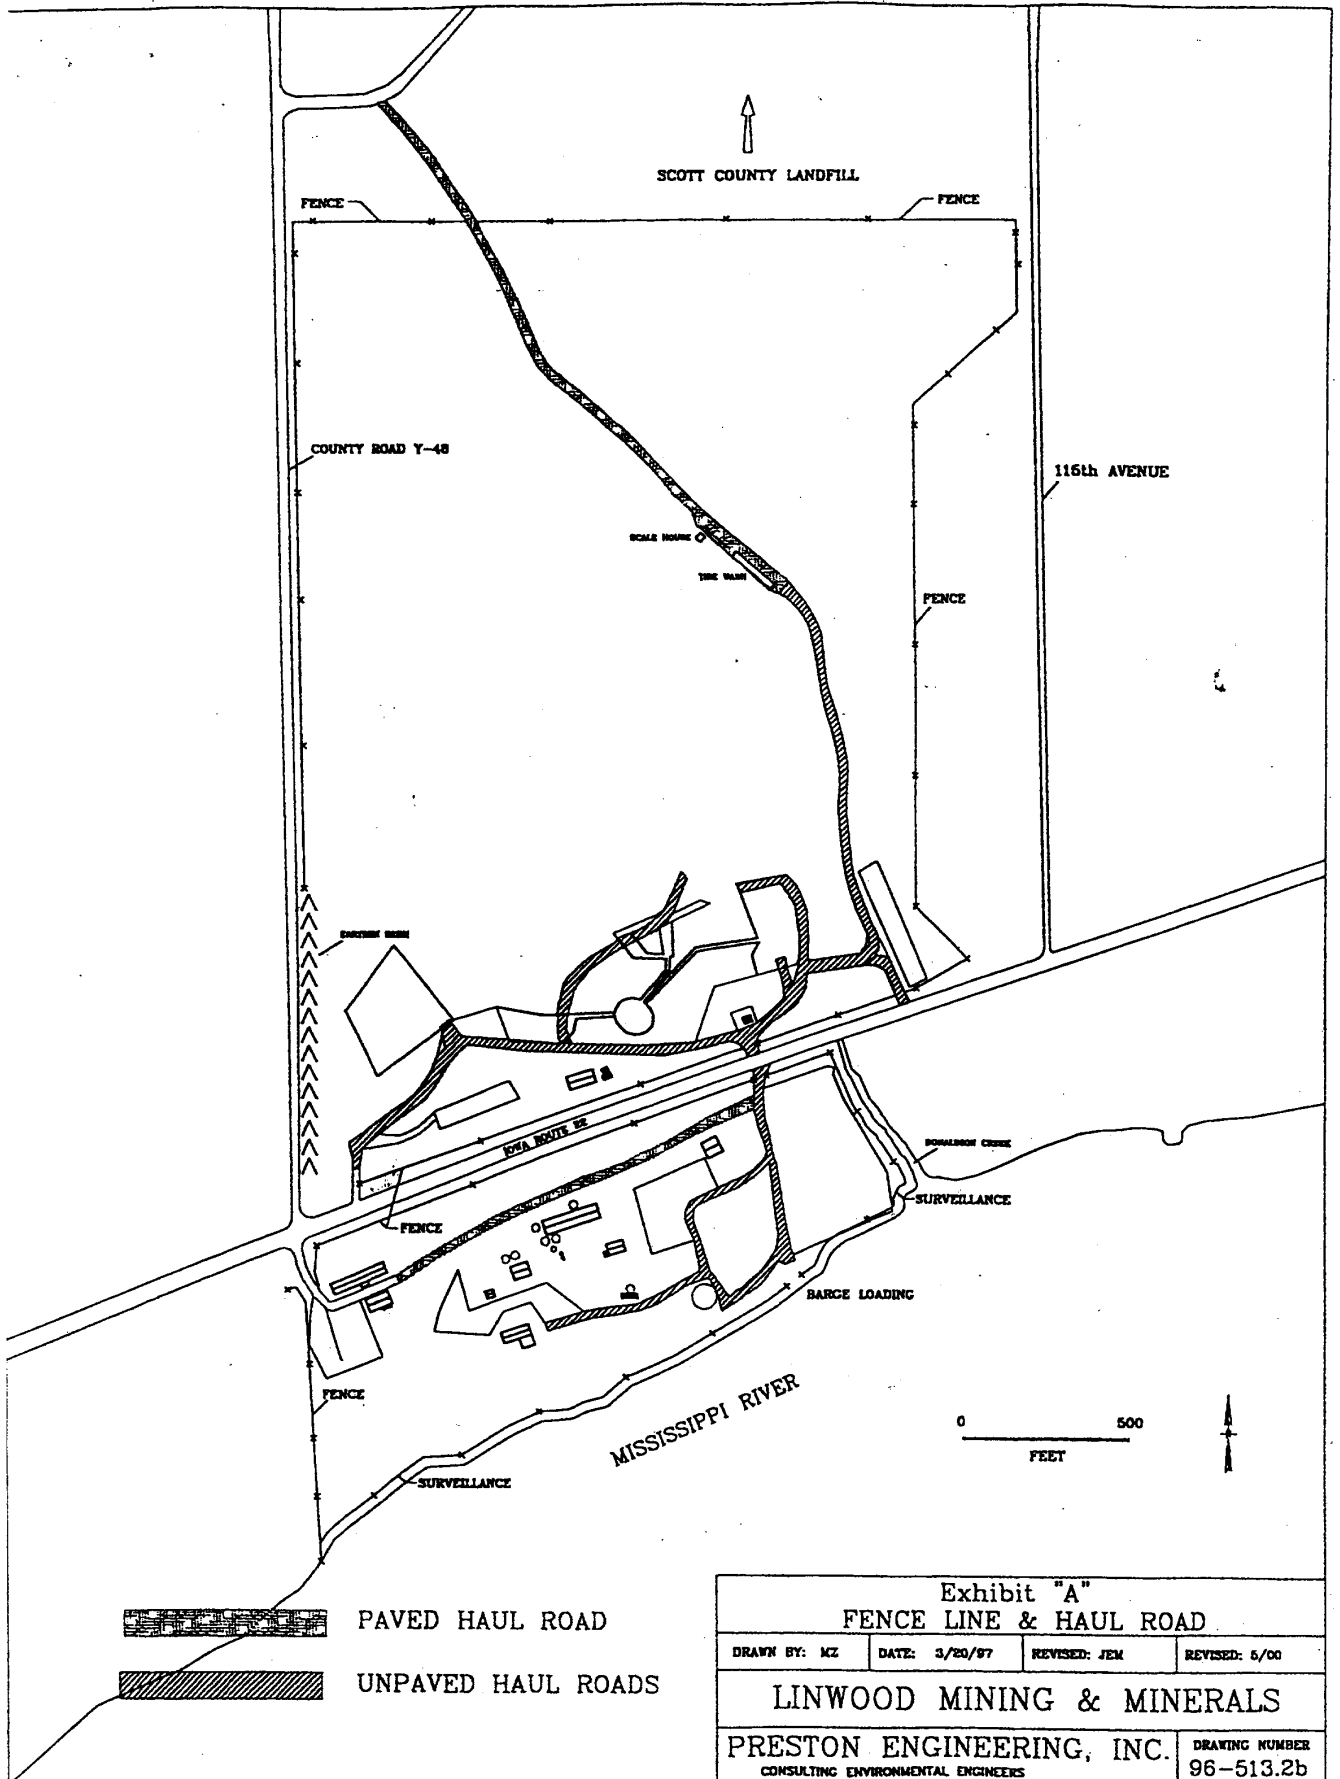 SCOTT COUNTY LANDFILL
FENCE
FENCE
COUNTY ROAD Y-48
115th AVENUE
SCALE HOUSE
TIRE WASH
FENCE
EARTHEN BERM
IOWA ROUTE 22
DONALDSON CREEK
SURVEILLANCE
FENCE
BARGE LOADING
FENCE
MISSISSIPPI RIVER
0 500
FEET
SURVEILLANCE
PAVED HAUL ROAD
UNPAVED HAUL ROADS
Exhibit "A"
FENCE LINE & HAUL ROAD
DRAWN BY: MZ
DATE: 3/20/97
REVISED: JEM
REVISED: 5/00
LINWOOD MINING & MINERALS
PRESTON ENGINEERING, INC.
CONSULTING ENVIRONMENTAL ENGINEERS
DRAWING NUMBER
96-513.2b